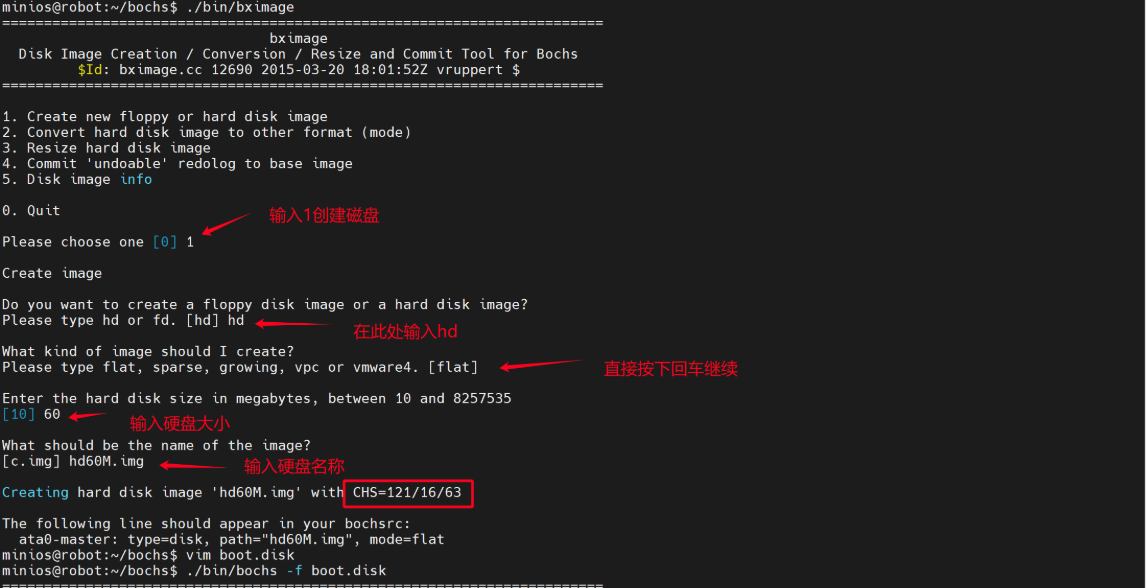 minios@robot:~/bochs$ ./bin/bximage
========================================================================
bximage
Disk Image Creation / Conversion / Resize and Commit Tool for Bochs
$Id: bximage.cc 12690 2015-03-20 18:01:52Z vruppert $
========================================================================
1. Create new floppy or hard disk image
2. Convert hard disk image to other format (mode)
3. Resize hard disk image
4. Commit 'undoable' redolog to base image
5. Disk image info
0. Quit
输入1创建磁盘
Please choose one [0] 1
Create image
Do you want to create a floppy disk image or a hard disk image?
Please type hd or fd. [hd] hd
在此处输入hd
What kind of image should I create?
Please type flat, sparse, growing, vpc or vmware4. [flat]
直接按下回车继续
Enter the hard disk size in megabytes, between 10 and 8257535
[10] 60
输入硬盘大小
What should be the name of the image?
[c.img] hd60M.img
输入硬盘名称
Creating hard disk image 'hd60M.img' with CHS=121/16/63
The following line should appear in your bochsrc:
ata0-master: type=disk, path="hd60M.img", mode=flat
minios@robot:~/bochs$ vim boot.disk
minios@robot:~/bochs$ ./bin/bochs -f boot.disk
========================================================================